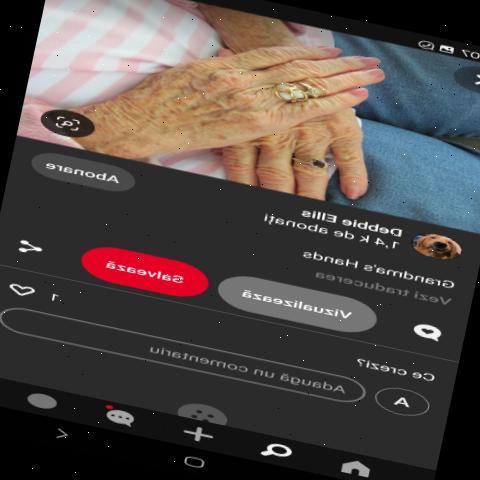 07
Debbie Ellis
1,4 k de abonați
Abonare
Grandma's Hands
Vezi traducerea
Vizualizează
Salvează
1
Ce crezi?
A
Adaugă un comentariu